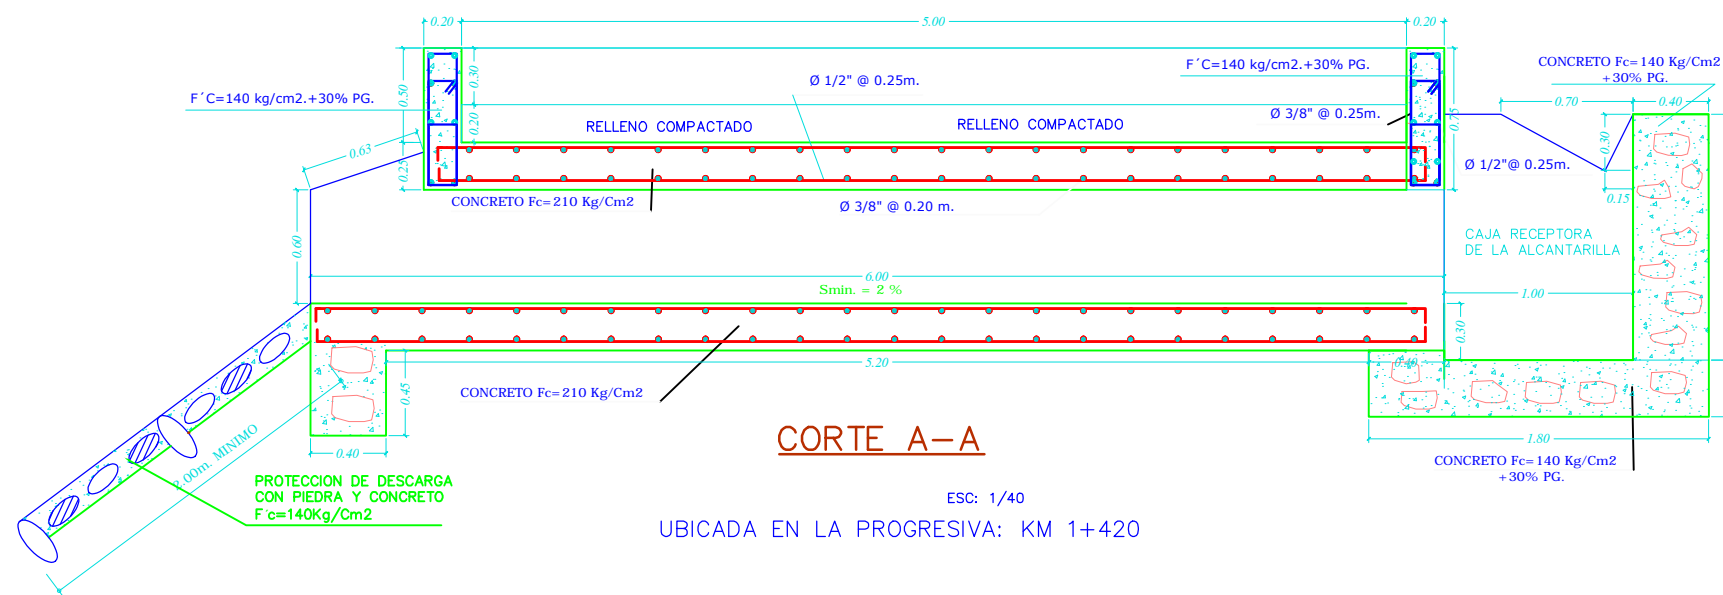 0.20
5.00
0.20
CONCRETO Fc=140 Kg/Cm2
+30% PG.
F´C=140 kg/cm2.+30% PG.
0.50
0.30
Ø 1/2" @ 0.25m.
F´C=140 kg/cm2.+30% PG.
0.75
0.70
0.40
Ø 3/8" @ 0.25m.
0.20
RELLENO COMPACTADO
RELLENO COMPACTADO
0.63
0.25
0.30
Ø 1/2"@ 0.25m.
0.15
CONCRETO Fc=210 Kg/Cm2
Ø 3/8" @ 0.20 m.
CAJA RECEPTORA
DE LA ALCANTARILLA
0.60
6.00
Smin. = 2 %
1.00
0.30
5.20
0.40
CONCRETO Fc=210 Kg/Cm2
0.45
2.00m. MINIMO
0.40
CORTE A-A
1.80
CONCRETO Fc=140 Kg/Cm2
+30% PG.
PROTECCION DE DESCARGA
CON PIEDRA Y CONCRETO
F´c=140Kg/Cm2
ESC: 1/40
UBICADA EN LA PROGRESIVA: KM 1+420